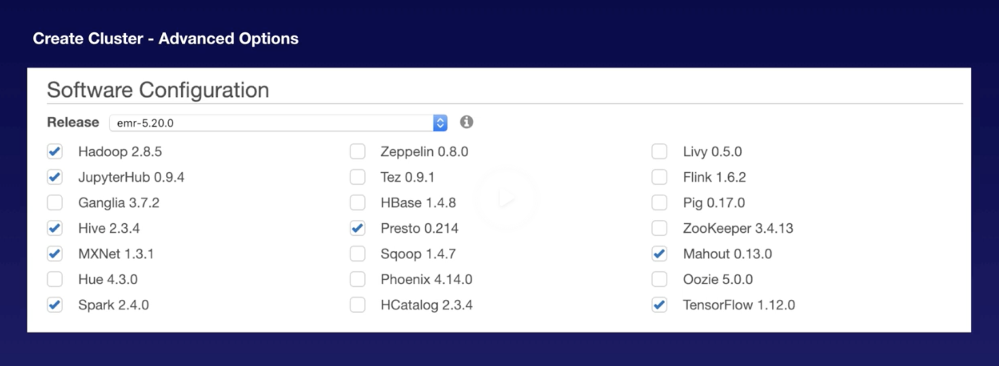 Create Cluster - Advanced Options
Software Configuration
Release emr-5.20.0
Hadoop 2.8.5 Zeppelin 0.8.0 Livy 0.5.0
JupyterHub 0.9.4 Tez 0.9.1 Flink 1.6.2
Ganglia 3.7.2 HBase 1.4.8 Pig 0.17.0
Hive 2.3.4 Presto 0.214 ZooKeeper 3.4.13
MXNet 1.3.1 Sqoop 1.4.7 Mahout 0.13.0
Hue 4.3.0 Phoenix 4.14.0 Oozie 5.0.0
Spark 2.4.0 HCatalog 2.3.4 TensorFlow 1.12.0